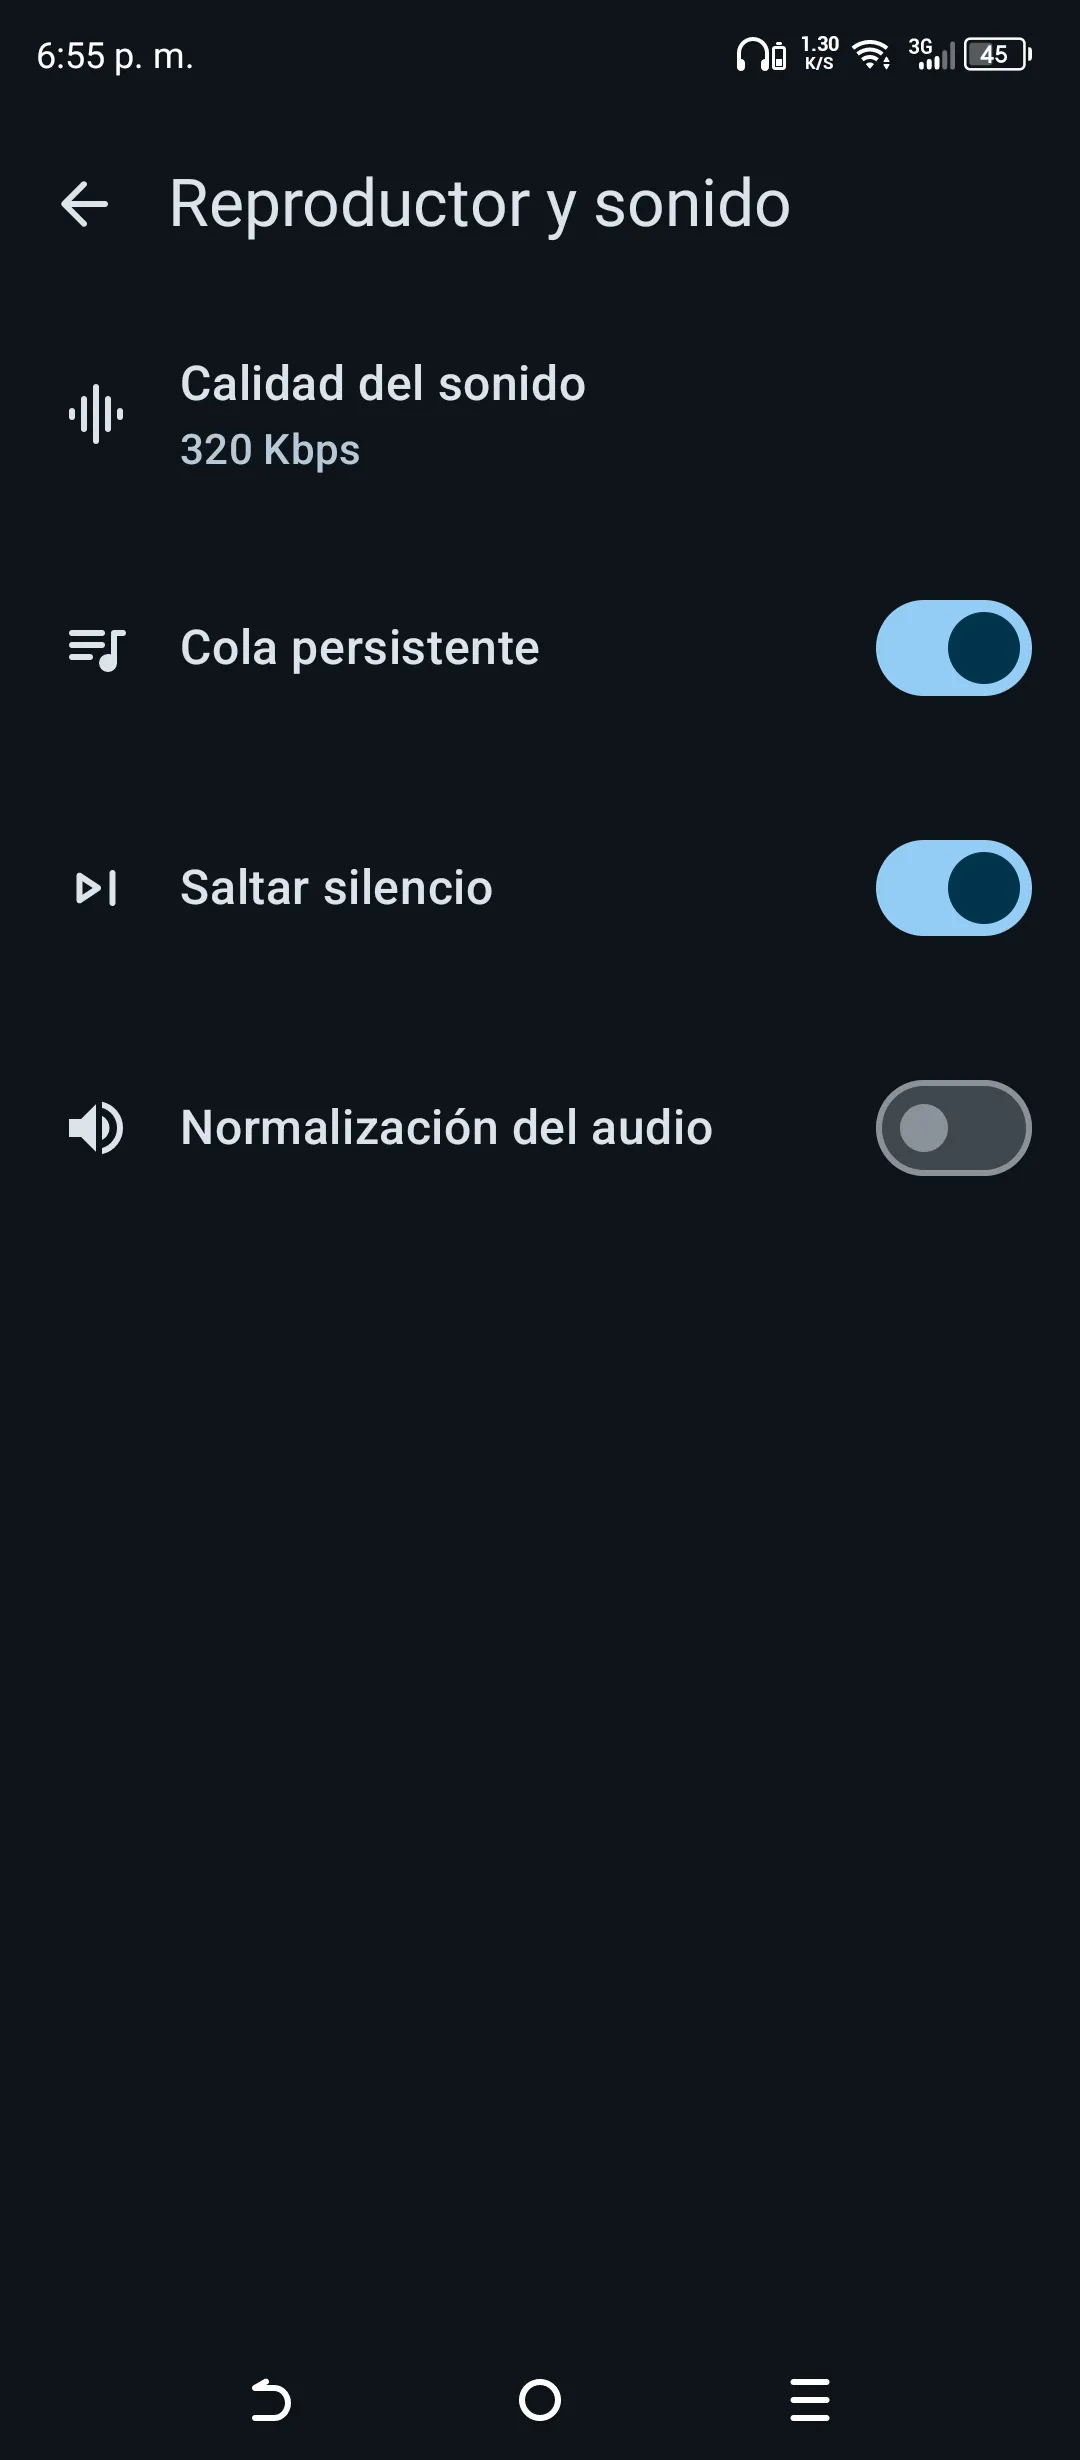 6:55 p. m.
1.30
K/S
3G
45
Reproductor y sonido
Calidad del sonido
320 Kbps
Cola persistente
Saltar silencio
Normalización del audio